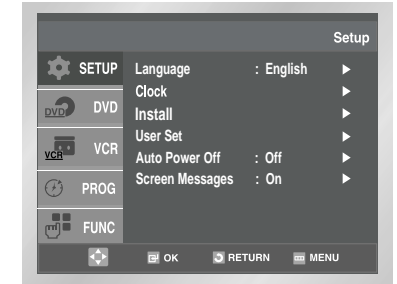 Setup
SETUP
DVD
VCR
PROG
FUNC
DVD
VCR
Language : English ►
Clock ►
Install ►
User Set ►
Auto Power Off : Off ►
Screen Messages : On ►
OK RETURN MENU